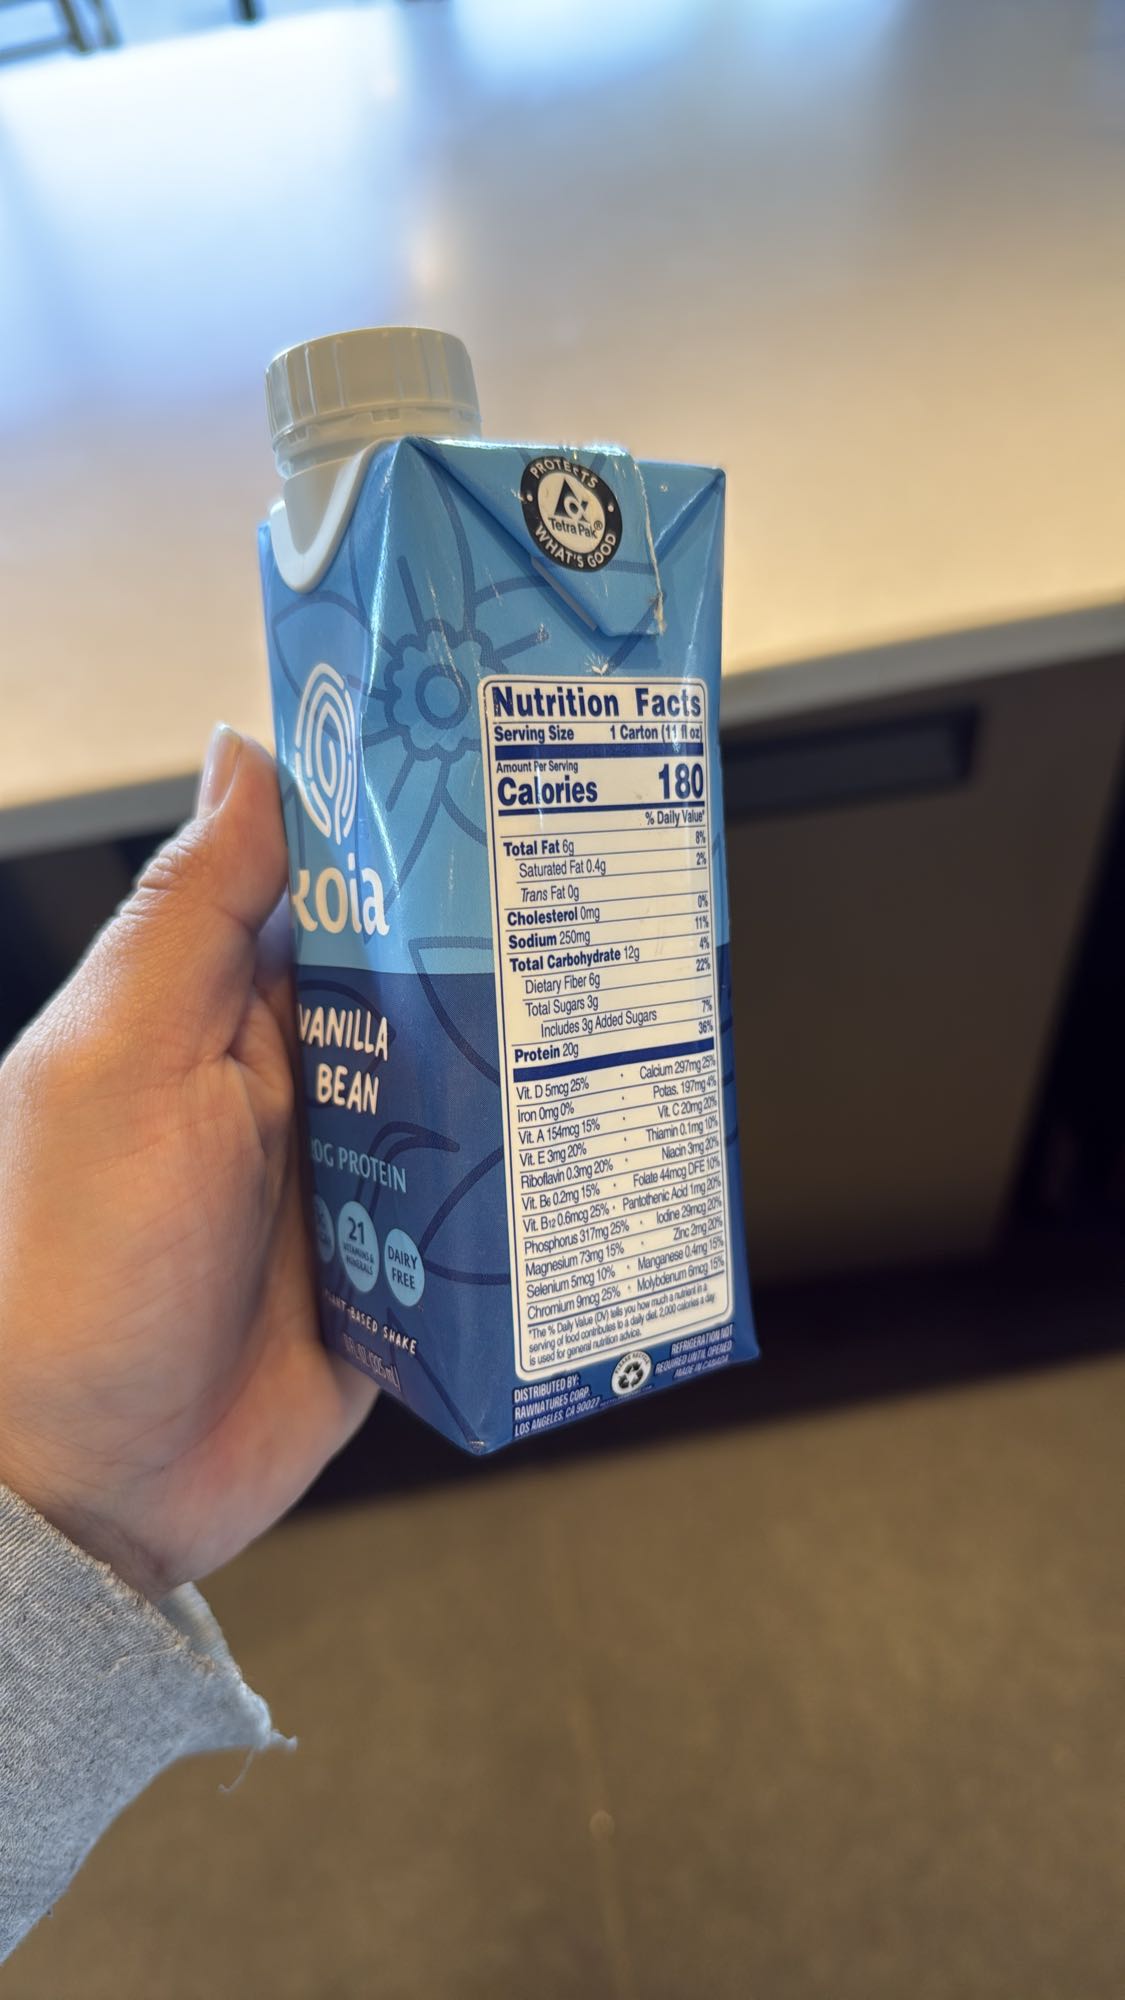 PROTECTS
Tetra Pak®
WHAT'S GOOD
koia
VANILLA
BEAN
G PROTEIN
21
VITAMINS &
MINERALS
DAIRY
FREE
PLANT-BASED SHAKE
11 FL OZ (325 mL)
Nutrition Facts
Serving Size 1 Carton (11 fl oz)
Amount Per Serving
Calories 180
% Daily Value*
Total Fat 6g 8%
Saturated Fat 0.4g 2%
Trans Fat 0g
Cholesterol 0mg 0%
Sodium 250mg 11%
Total Carbohydrate 12g 4%
Dietary Fiber 6g 22%
Total Sugars 3g
Includes 3g Added Sugars 7%
Protein 20g 36%
Vit. D 5mcg 25% • Calcium 297mg 25%
Iron 0mg 0% Potas. 197mg 4%
Vit. A 154mcg 15% • Vit. C 20mg 20%
Vit. E 3mg 20% Thiamin 0.1mg 10%
Riboflavin 0.3mg 20% • Niacin 3mg 20%
Vit. B6 0.2mg 15% • Folate 44mcg DFE 10%
Vit. B12 0.6mcg 25% • Pantothenic Acid 1mg 20%
Phosphorus 317mg 25% • Iodine 29mcg 20%
Magnesium 73mg 15% • Zinc 2mg 20%
Selenium 5mcg 10% • Manganese 0.4mg 15%
Chromium 9mcg 25% • Molybdenum 6mcg 15%
*The % Daily Value (DV) tells you how much a nutrient in a
serving of food contributes to a daily diet. 2,000 calories a day
is used for general nutrition advice.
DISTRIBUTED BY:
RAWNATURE5 CORP.
LOS ANGELES, CA 90027
PLEASE RECYCLE
REFRIGERATION NOT
REQUIRED UNTIL OPENED
MADE IN CANADA